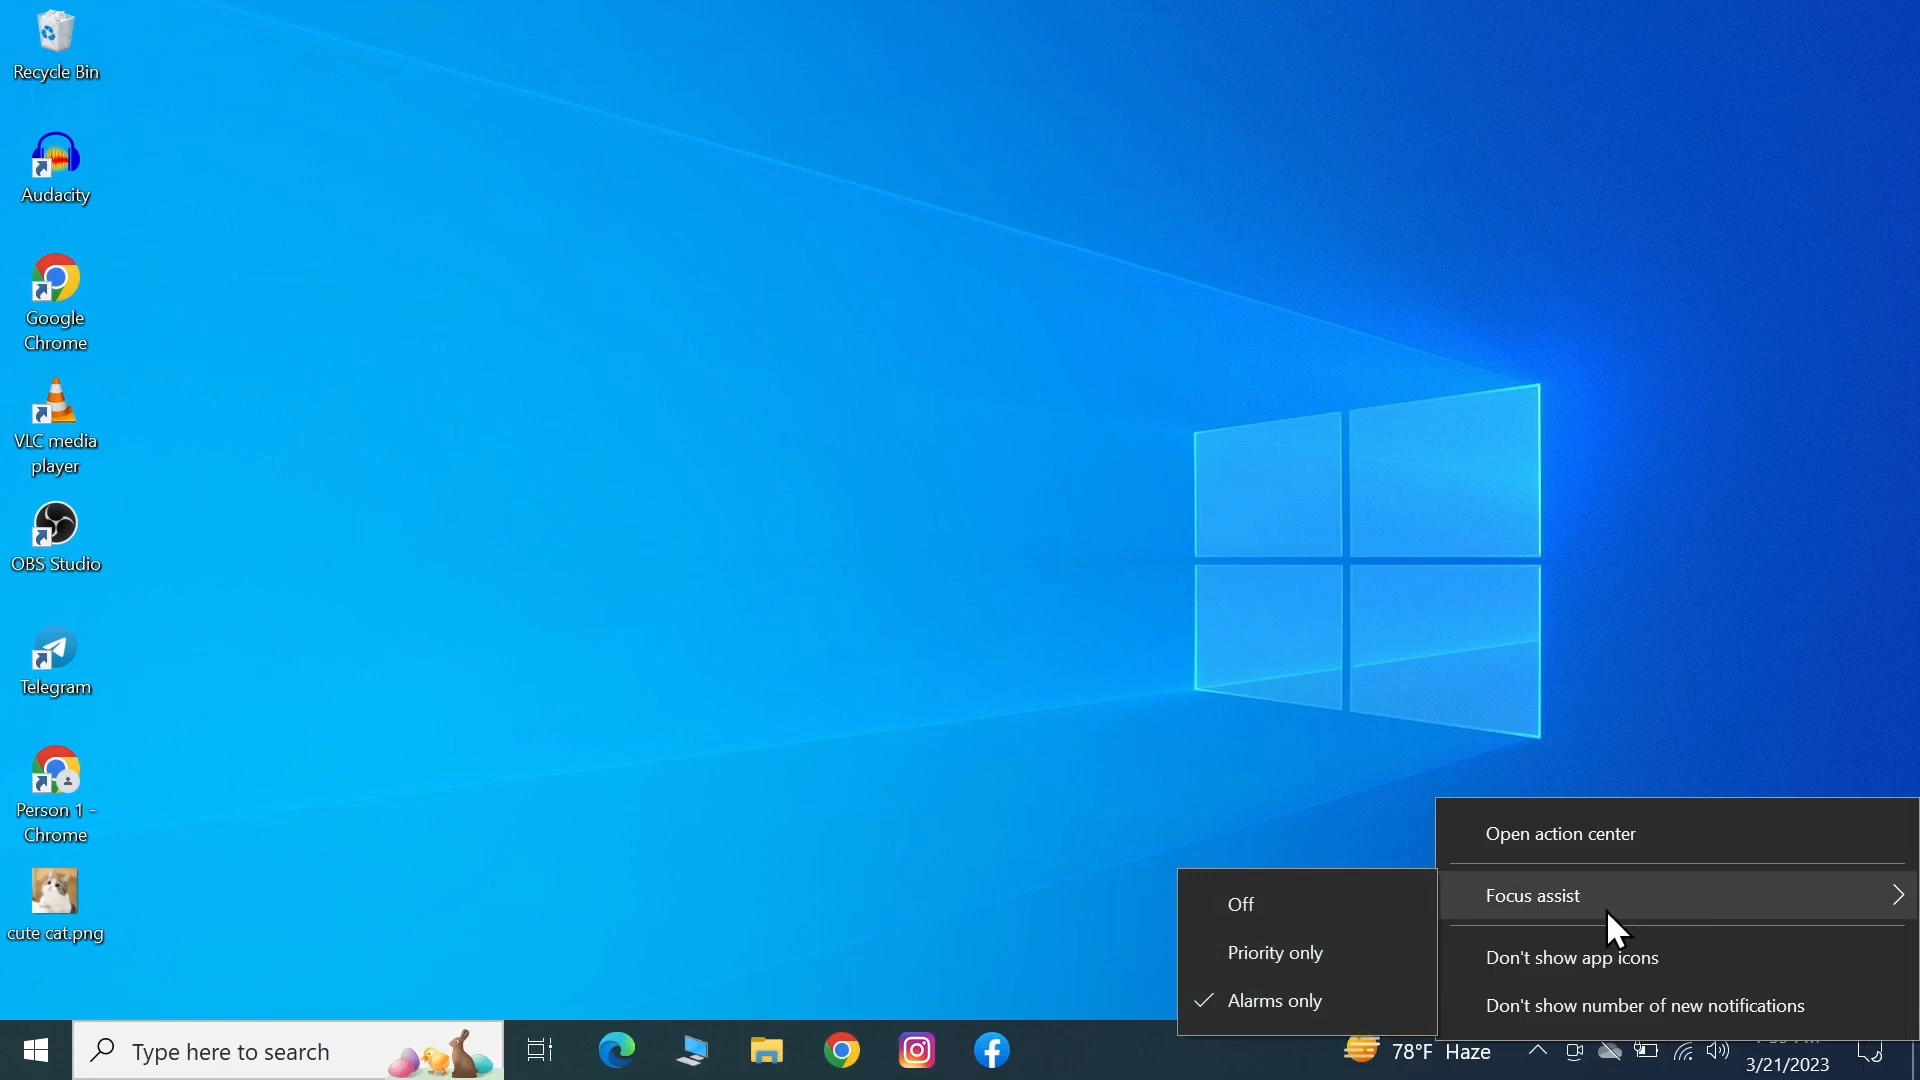 Recycle Bin
Audacity
Google
Chrome
VLC media
player
OBS Studio
Telegram
Person 1 -
Chrome
cute cat.png
Open action center
Focus assist
Don't show app icons
Don't show number of new notifications
Off
Priority only
Alarms only
Type here to search
78°F Haze
3/21/2023